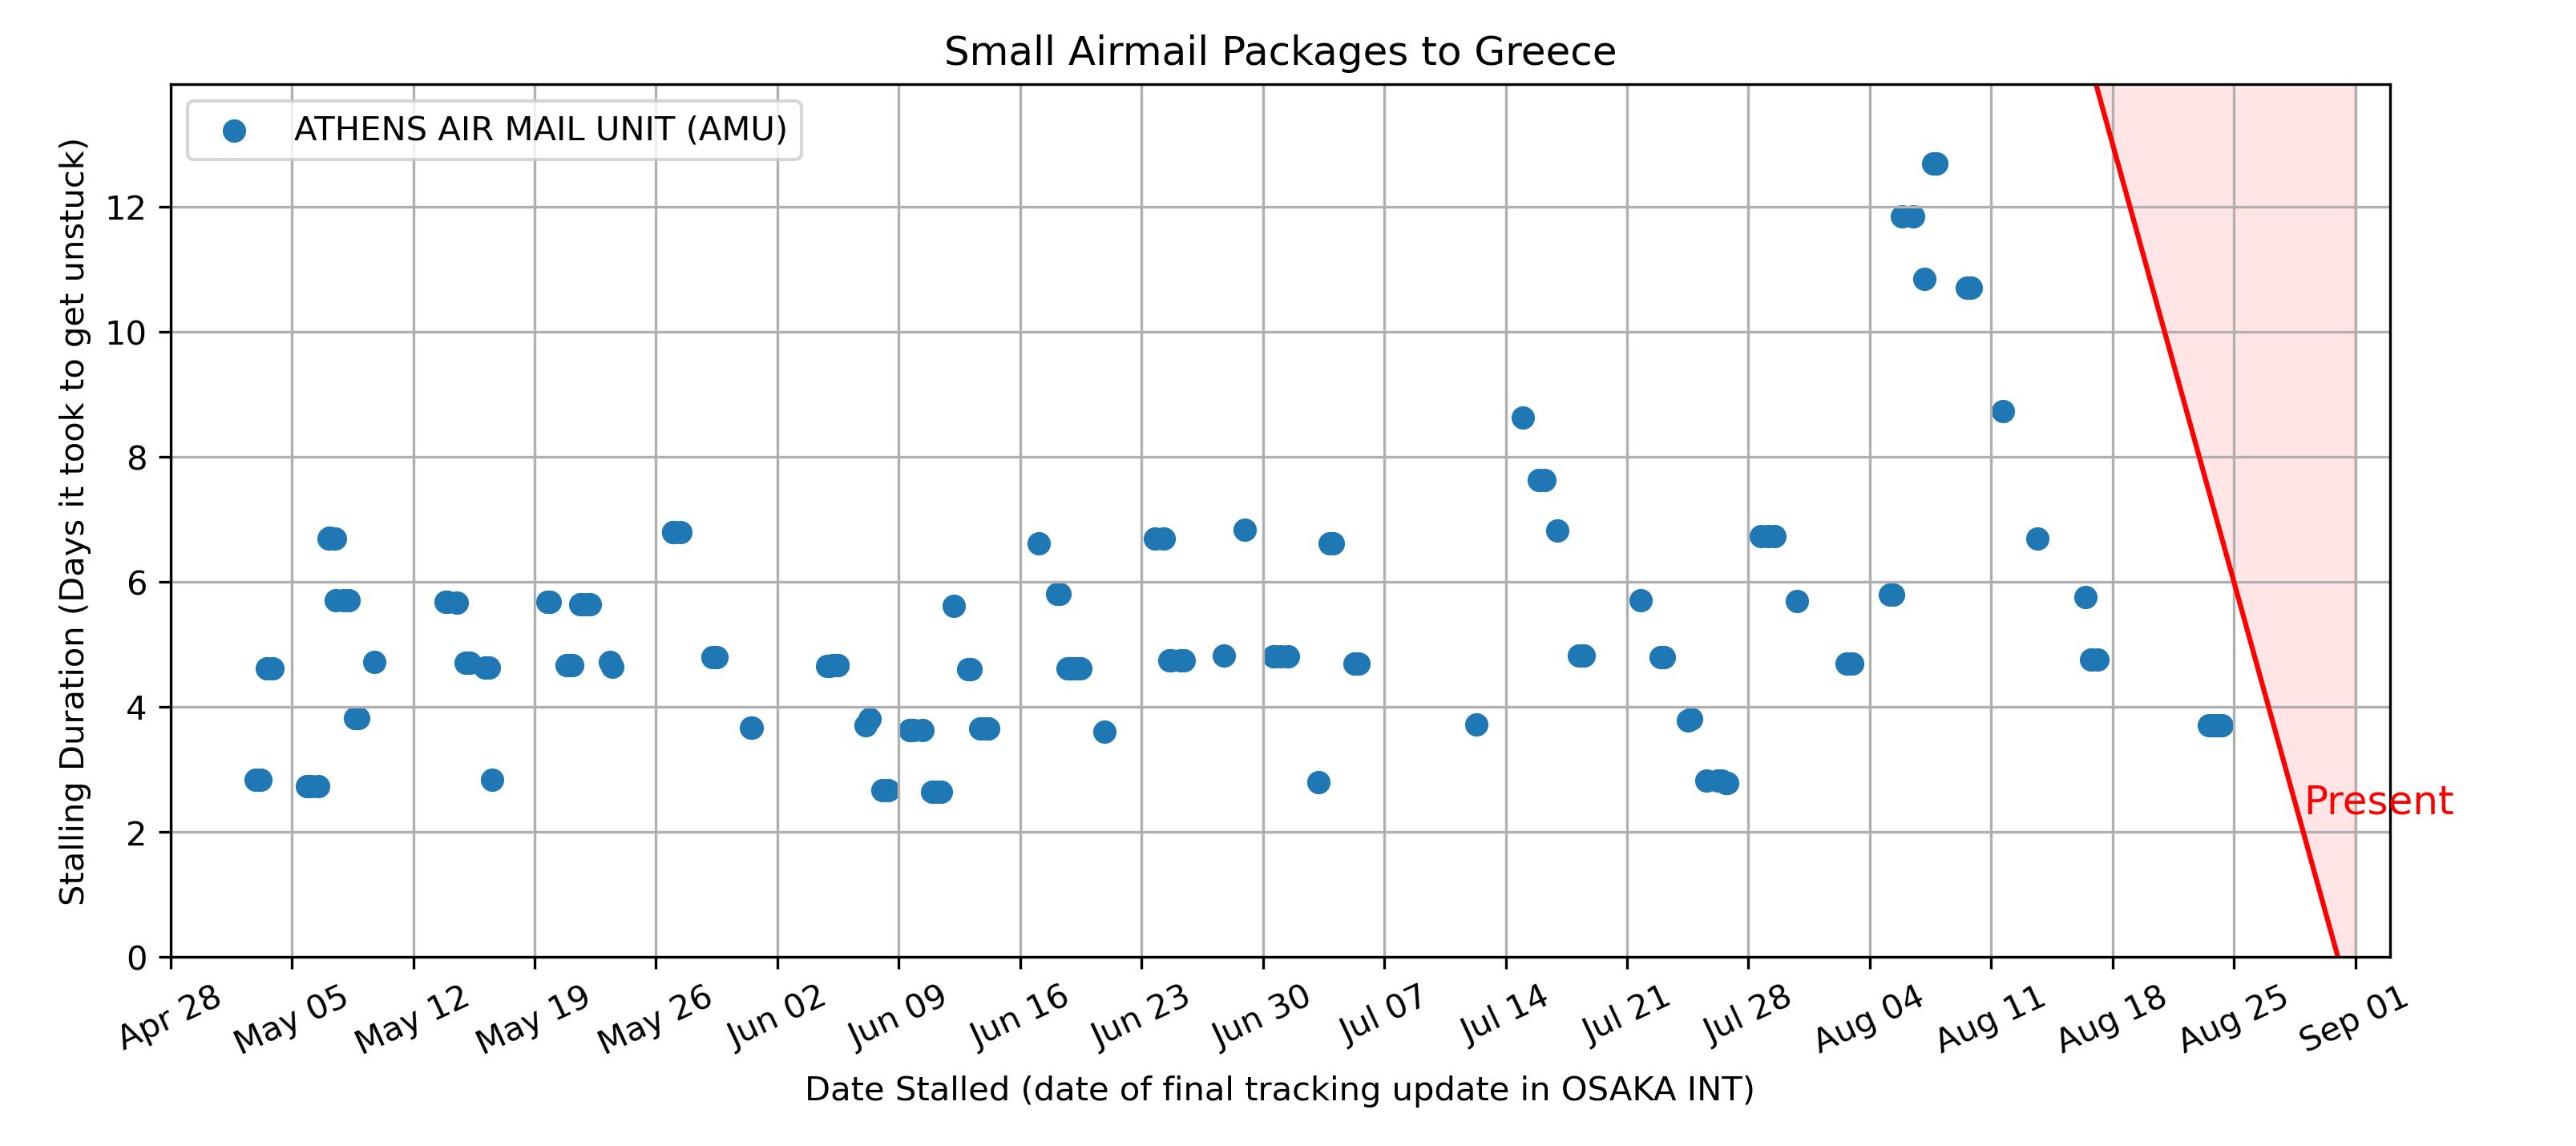 Small Airmail Packages to Greece
ATHENS AIR MAIL UNIT (AMU)
Stalling Duration (Days it took to get unstuck)
12
10
8
6
4
2
0
Present
Apr 28
May 05
May 12
May 19
May 26
Jun 02
Jun 09
Jun 16
Jun 23
Jun 30
Jul 07
Jul 14
Jul 21
Jul 28
Aug 04
Aug 11
Aug 18
Aug 25
Sep 01
Date Stalled (date of final tracking update in OSAKA INT)